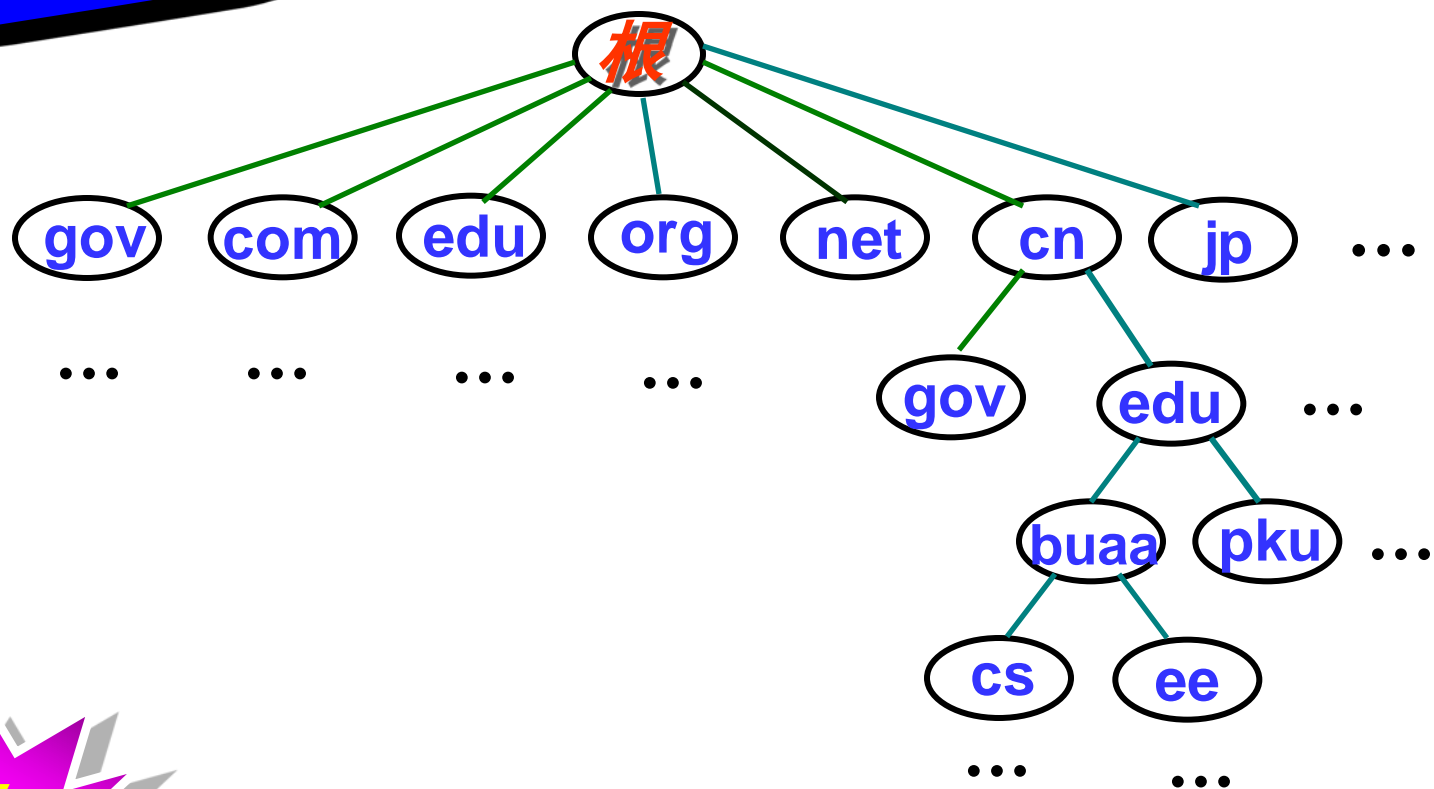 根
gov com edu org net cn jp ...
... ... ... ... gov edu ...
buaa pku ...
cs ee
... ...